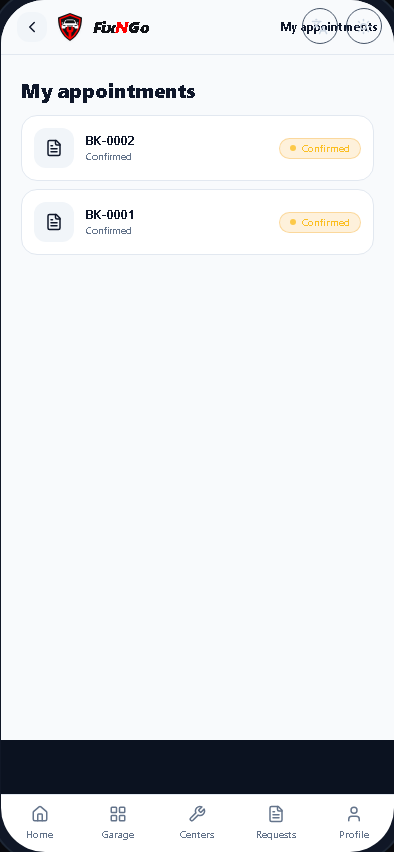 FixNGo
My appointments
My appointments
BK-0002
Confirmed
Confirmed
BK-0001
Confirmed
Confirmed
Home
Garage
Centers
Requests
Profile